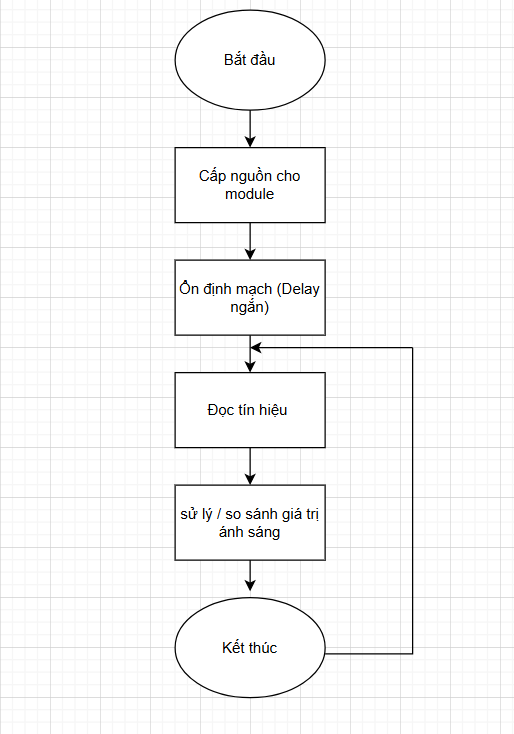 Bắt đầu
Cấp nguồn cho
module
Ổn định mạch (Delay
ngắn)
Đọc tín hiệu
sử lý / so sánh giá trị
ánh sáng
Kết thúc